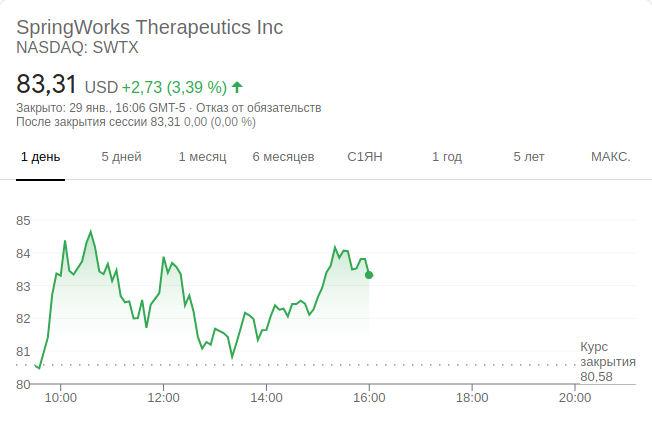 SpringWorks Therapeutics Inc
NASDAQ: SWTX
83,31 USD +2,73 (3,39 %)
Закрыто: 29 янв., 16:06 GMT-5 · Отказ от обязательств
После закрытия сессии 83,31 0,00 (0,00 %)
1 день 5 дней 1 месяц 6 месяцев С1ЯН 1 год 5 лет МАКС.
85
84
83
82
81
80
Курс
закрытия
80,58
10:00 12:00 14:00 16:00 18:00 20:00